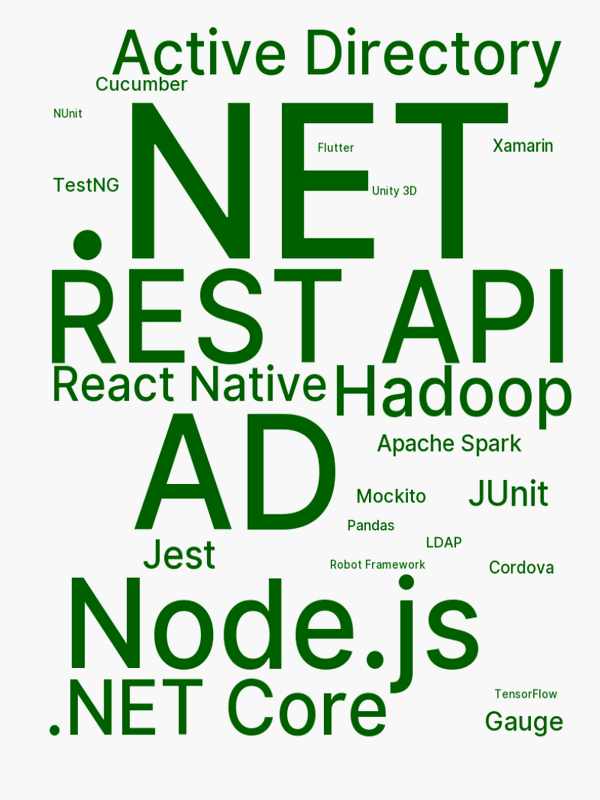 Active Directory
Cucumber
NUnit
.NET
Flutter
Xamarin
TestNG
Unity 3D
REST API
React Native
Hadoop
AD
Apache Spark
Mockito
JUnit
Pandas
LDAP
Jest
Robot Framework
Cordova
Node.js
.NET Core
TensorFlow
Gauge